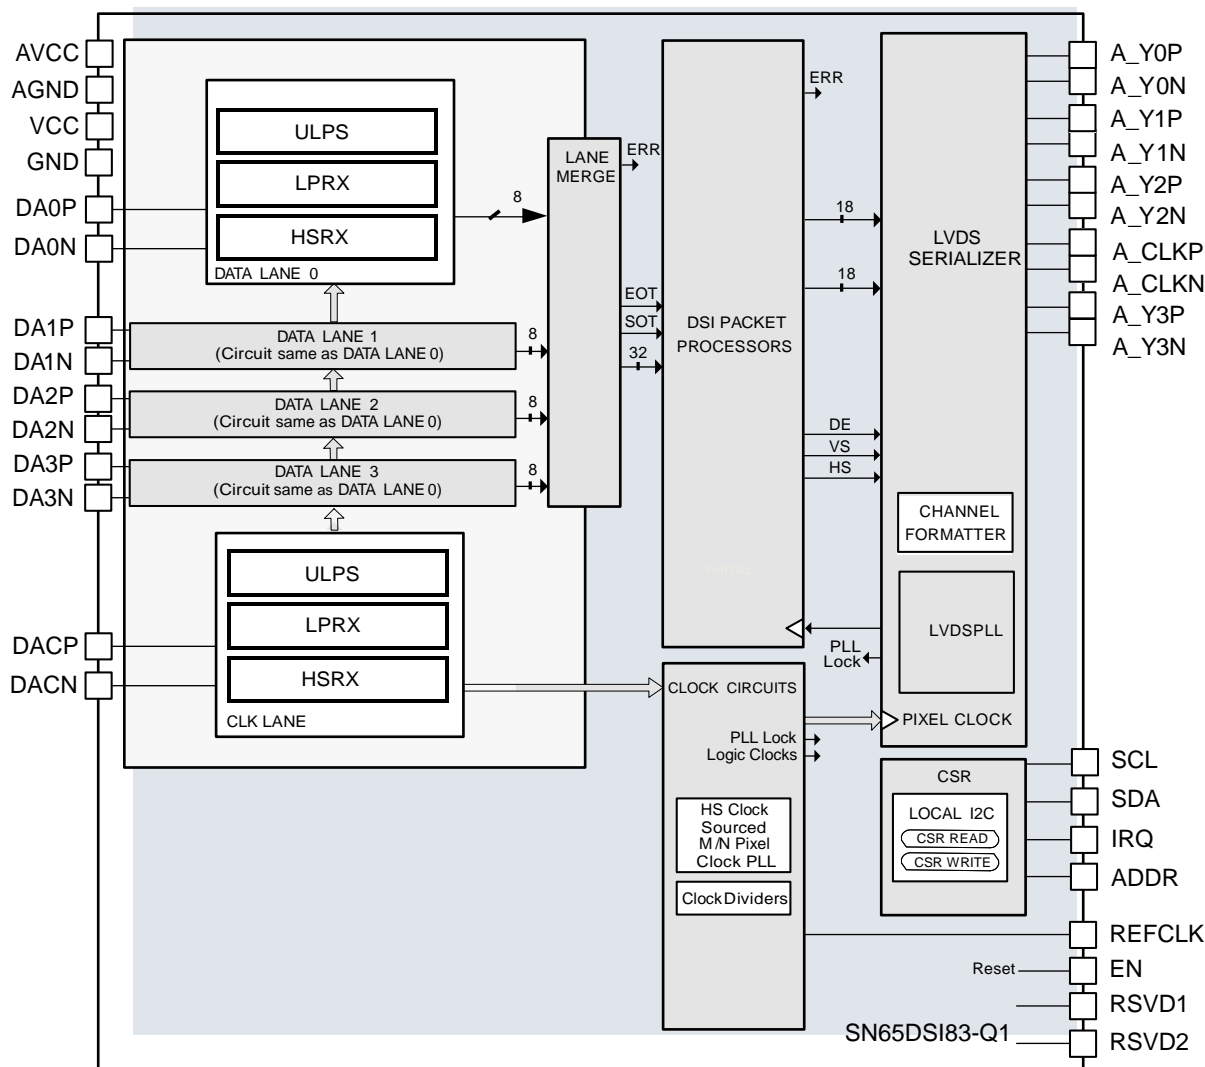 AVCC
AGND
VCC
GND
DA0P
DA0N
DA1P
DA1N
DA2P
DA2N
DA3P
DA3N
DACP
DACN
ULPS
LPRX
HSRX
DATA LANE 0
8
DATA LANE 1
(Circuit same as DATA LANE 0)
8
DATA LANE 2
(Circuit same as DATA LANE 0)
8
DATA LANE 3
(Circuit same as DATA LANE 0)
8
ULPS
LPRX
HSRX
CLK LANE
LANE
MERGE
ERR
EOT
SOT
32
DSI PACKET
PROCESSORS
ERR
18
18
DE
VS
HS
PLL
Lock
CLOCK CIRCUITS
PLL Lock
Logic Clocks
HS Clock
Sourced
M/N Pixel
Clock PLL
Clock Dividers
LVDS
SERIALIZER
CHANNEL
FORMATTER
LVDSPLL
PIXEL CLOCK
CSR
LOCAL I2C
CSR READ
CSR WRITE
Reset
SN65DSI83-Q1
A_Y0P
A_Y0N
A_Y1P
A_Y1N
A_Y2P
A_Y2N
A_CLKP
A_CLKN
A_Y3P
A_Y3N
SCL
SDA
IRQ
ADDR
REFCLK
EN
RSVD1
RSVD2